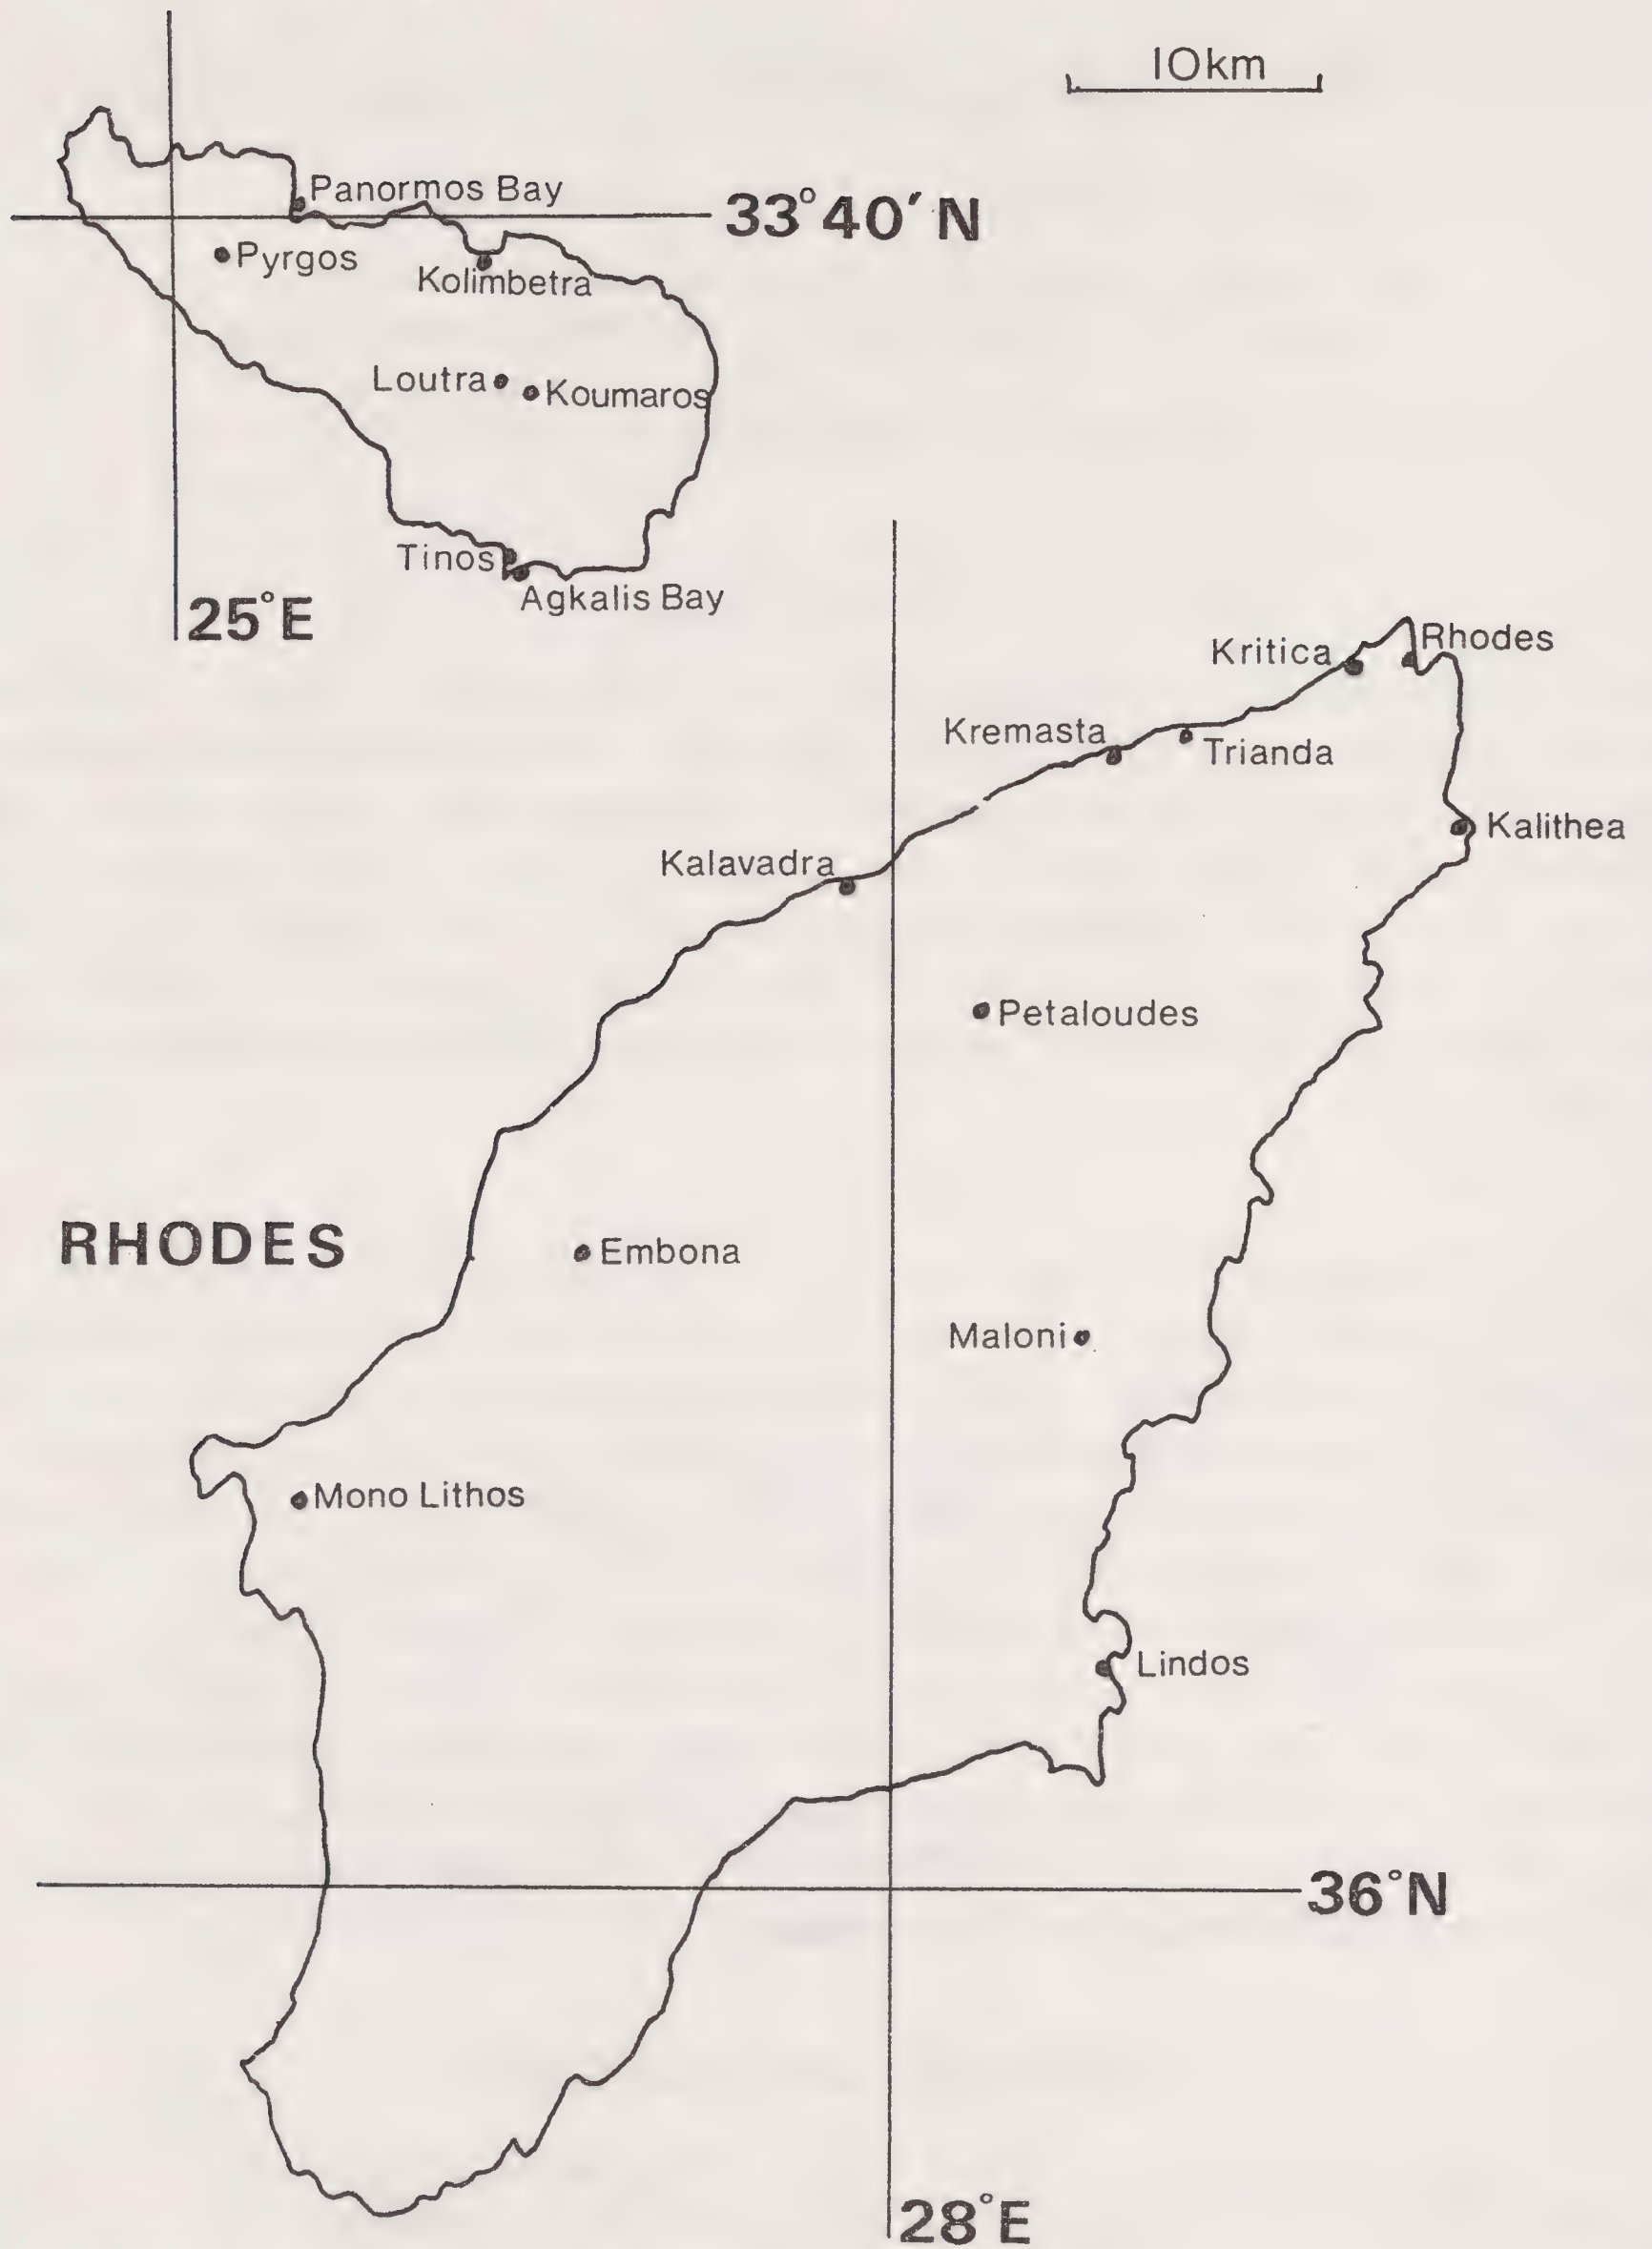 10km
Panormos Bay
33°40′N
Pyrgos
Kolimbetra
Loutra
Koumaros
Tinos
Agkalis Bay
25°E
Rhodes
Kritica
Kremasta
Trianda
Kalithea
Kalavadra
Petaloudes
RHODES
Embona
Maloni
Mono Lithos
Lindos
36°N
28°E